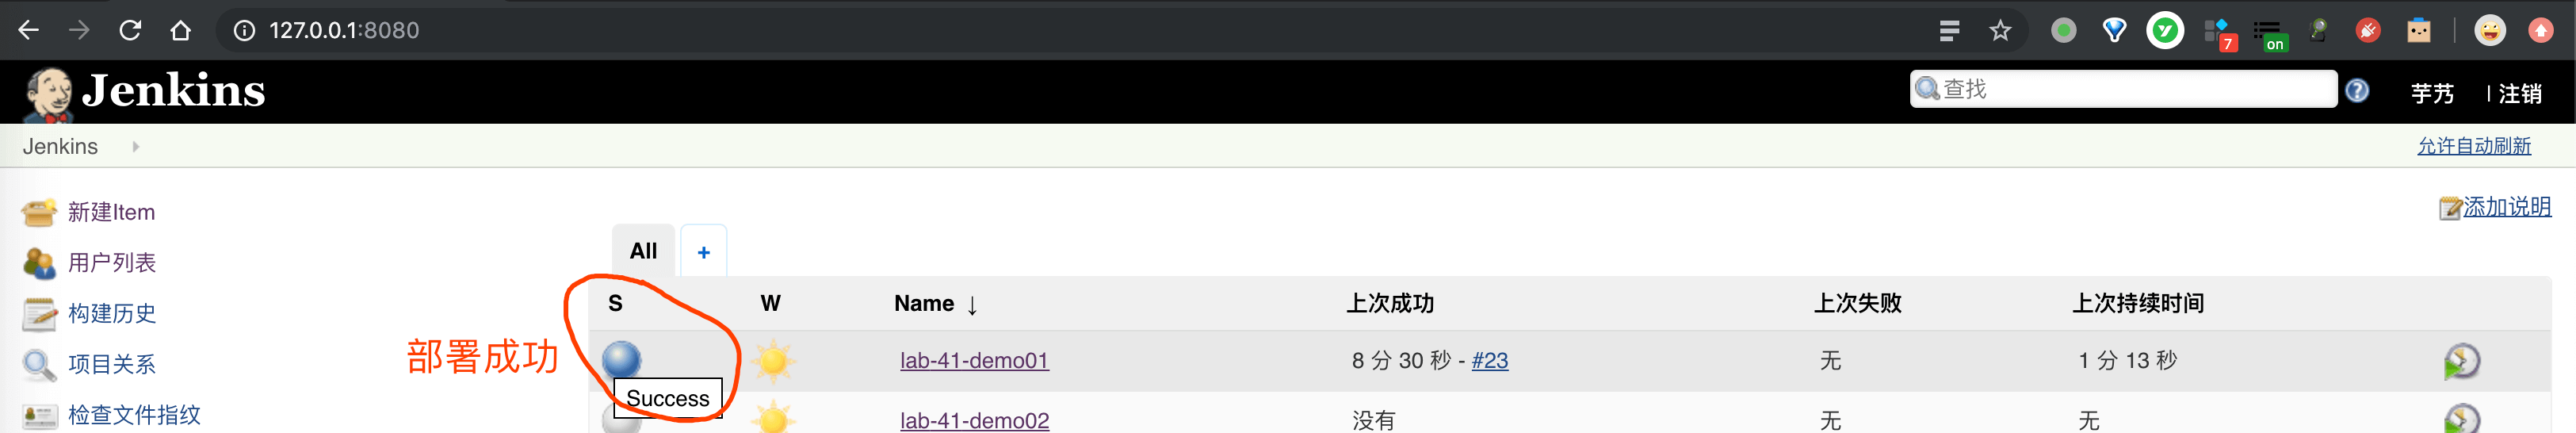 127.0.0.1:8080
7
on
Jenkins
查找
芋艿
注销
Jenkins
允许自动刷新
新建Item
添加说明
用户列表
All
+
构建历史
S W Name ↓ 上次成功 上次失败 上次持续时间
部署成功
项目关系
lab-41-demo01 8 分 30 秒 - #23 无 1 分 13 秒
Success
检查文件指纹
lab-41-demo02 没有 无 无